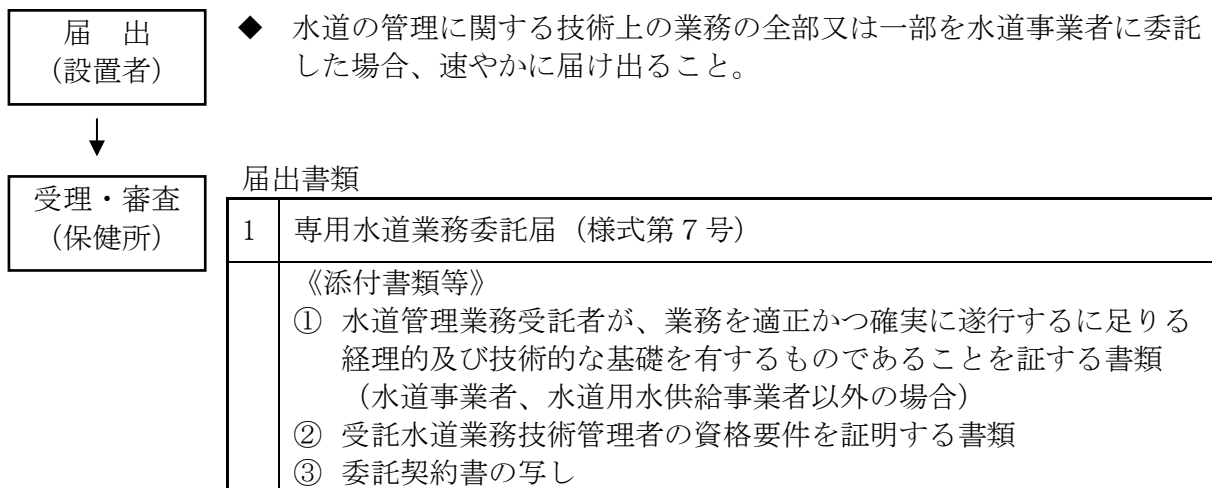 届　出
(設置者)
◆　水道の管理に関する技術上の業務の全部又は一部を水道事業者に委託
した場合、速やかに届け出ること。
↓
受理・審査
(保健所)
届出書類
1　専用水道業務委託届（様式第７号）
《添付書類等》
① 水道管理業務受託者が、業務を適正かつ確実に遂行するに足りる
経理的及び技術的な基礎を有するものであることを証する書類
（水道事業者、水道用水供給事業者以外の場合）
② 受託水道業務技術管理者の資格要件を証明する書類
③ 委託契約書の写し